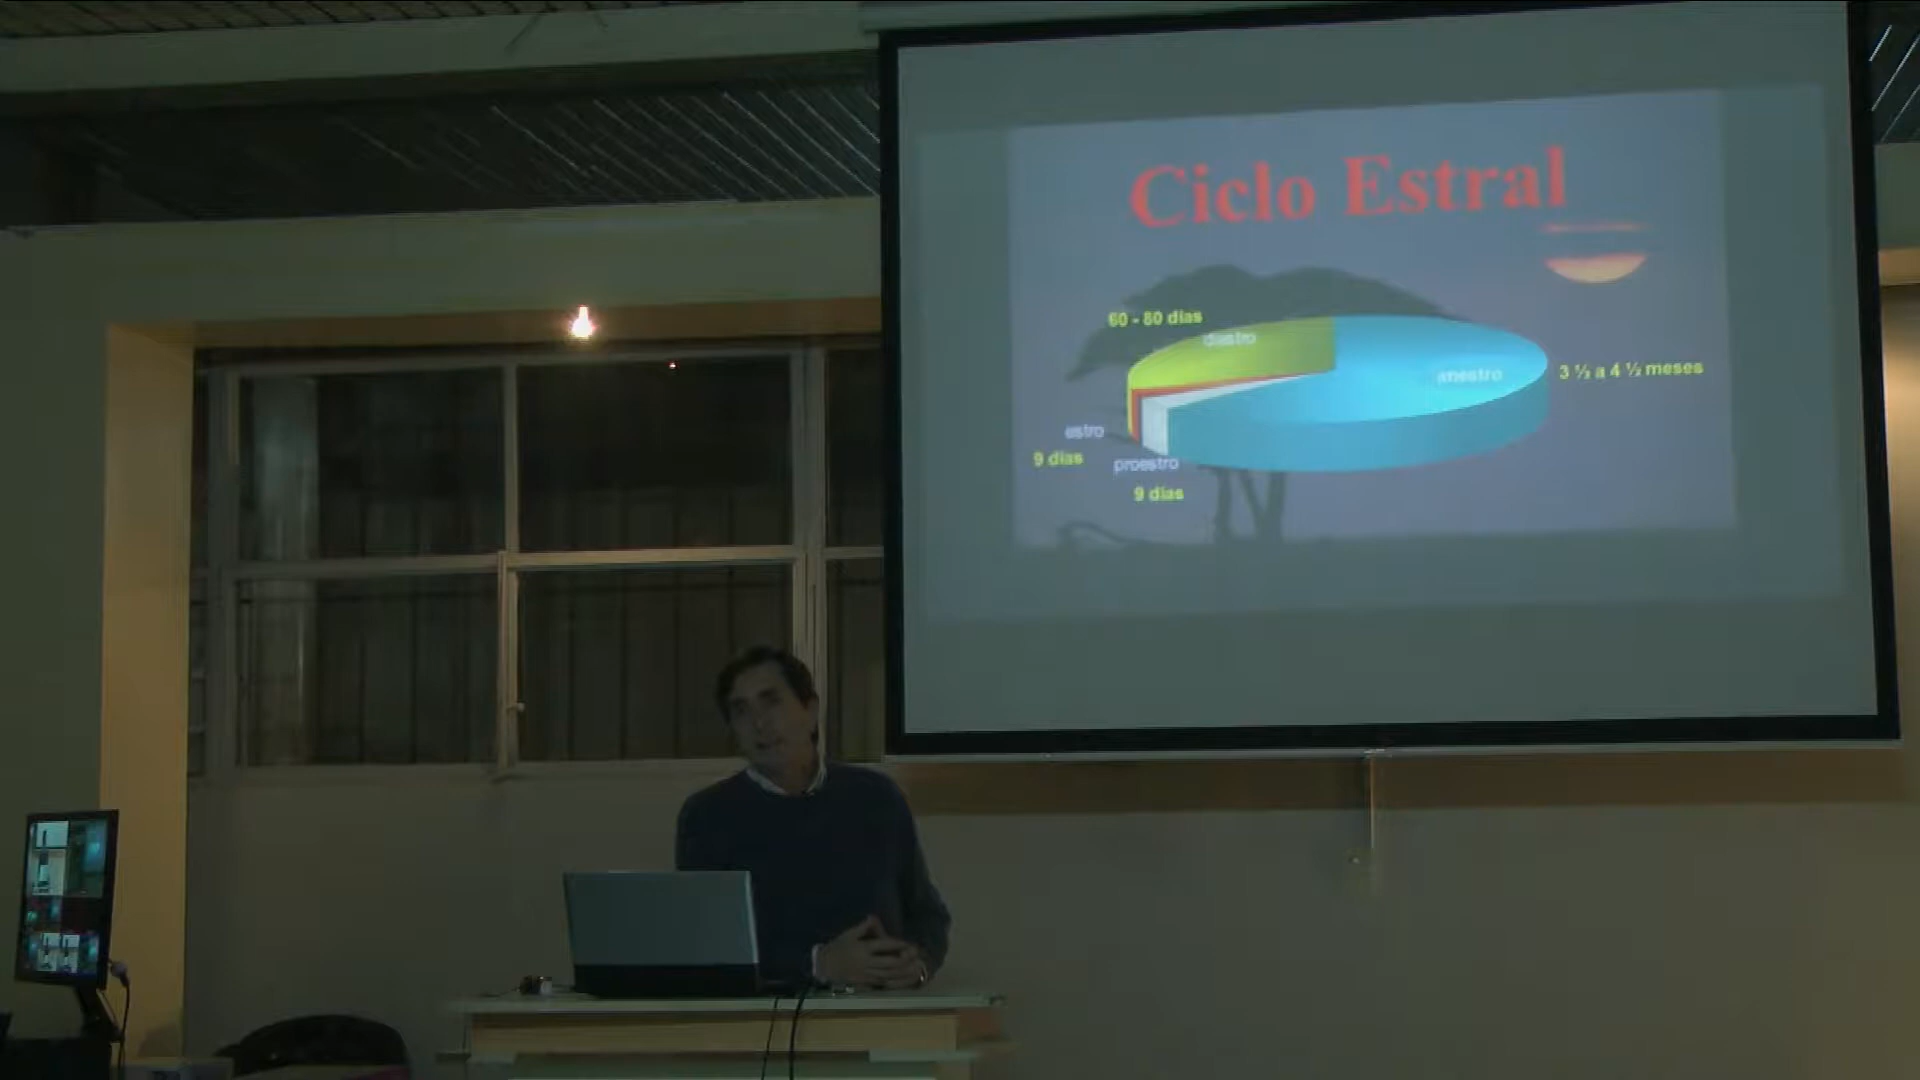 Ciclo Estral
60 - 80 dias
diestro
anestro
3 ½ a 4 ½ meses
estro
9 dias
proestro
9 dias